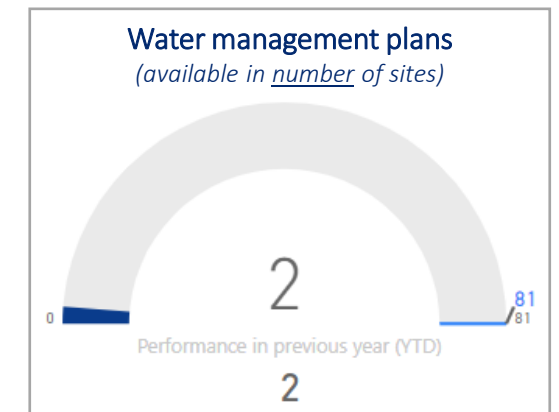 Water management plans
(available in number of sites)
2
81
0
81
Performance in previous year (YTD)
2